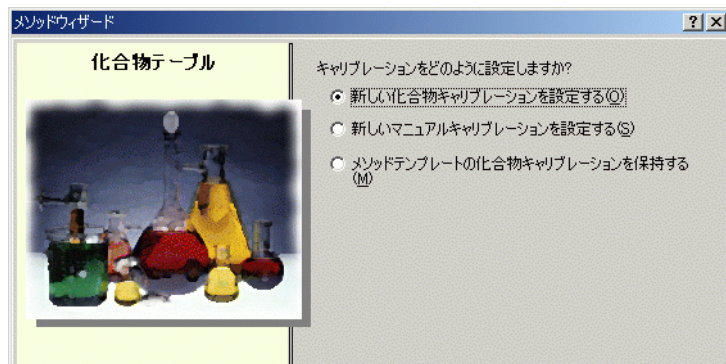 メソッドウィザード
化合物テーブル
キャリブレーションをどのように設定しますか?
新しい化合物キャリブレーションを設定する(O)
新しいマニュアルキャリブレーションを設定する(S)
メソッドテンプレートの化合物キャリブレーションを保持する
(M)